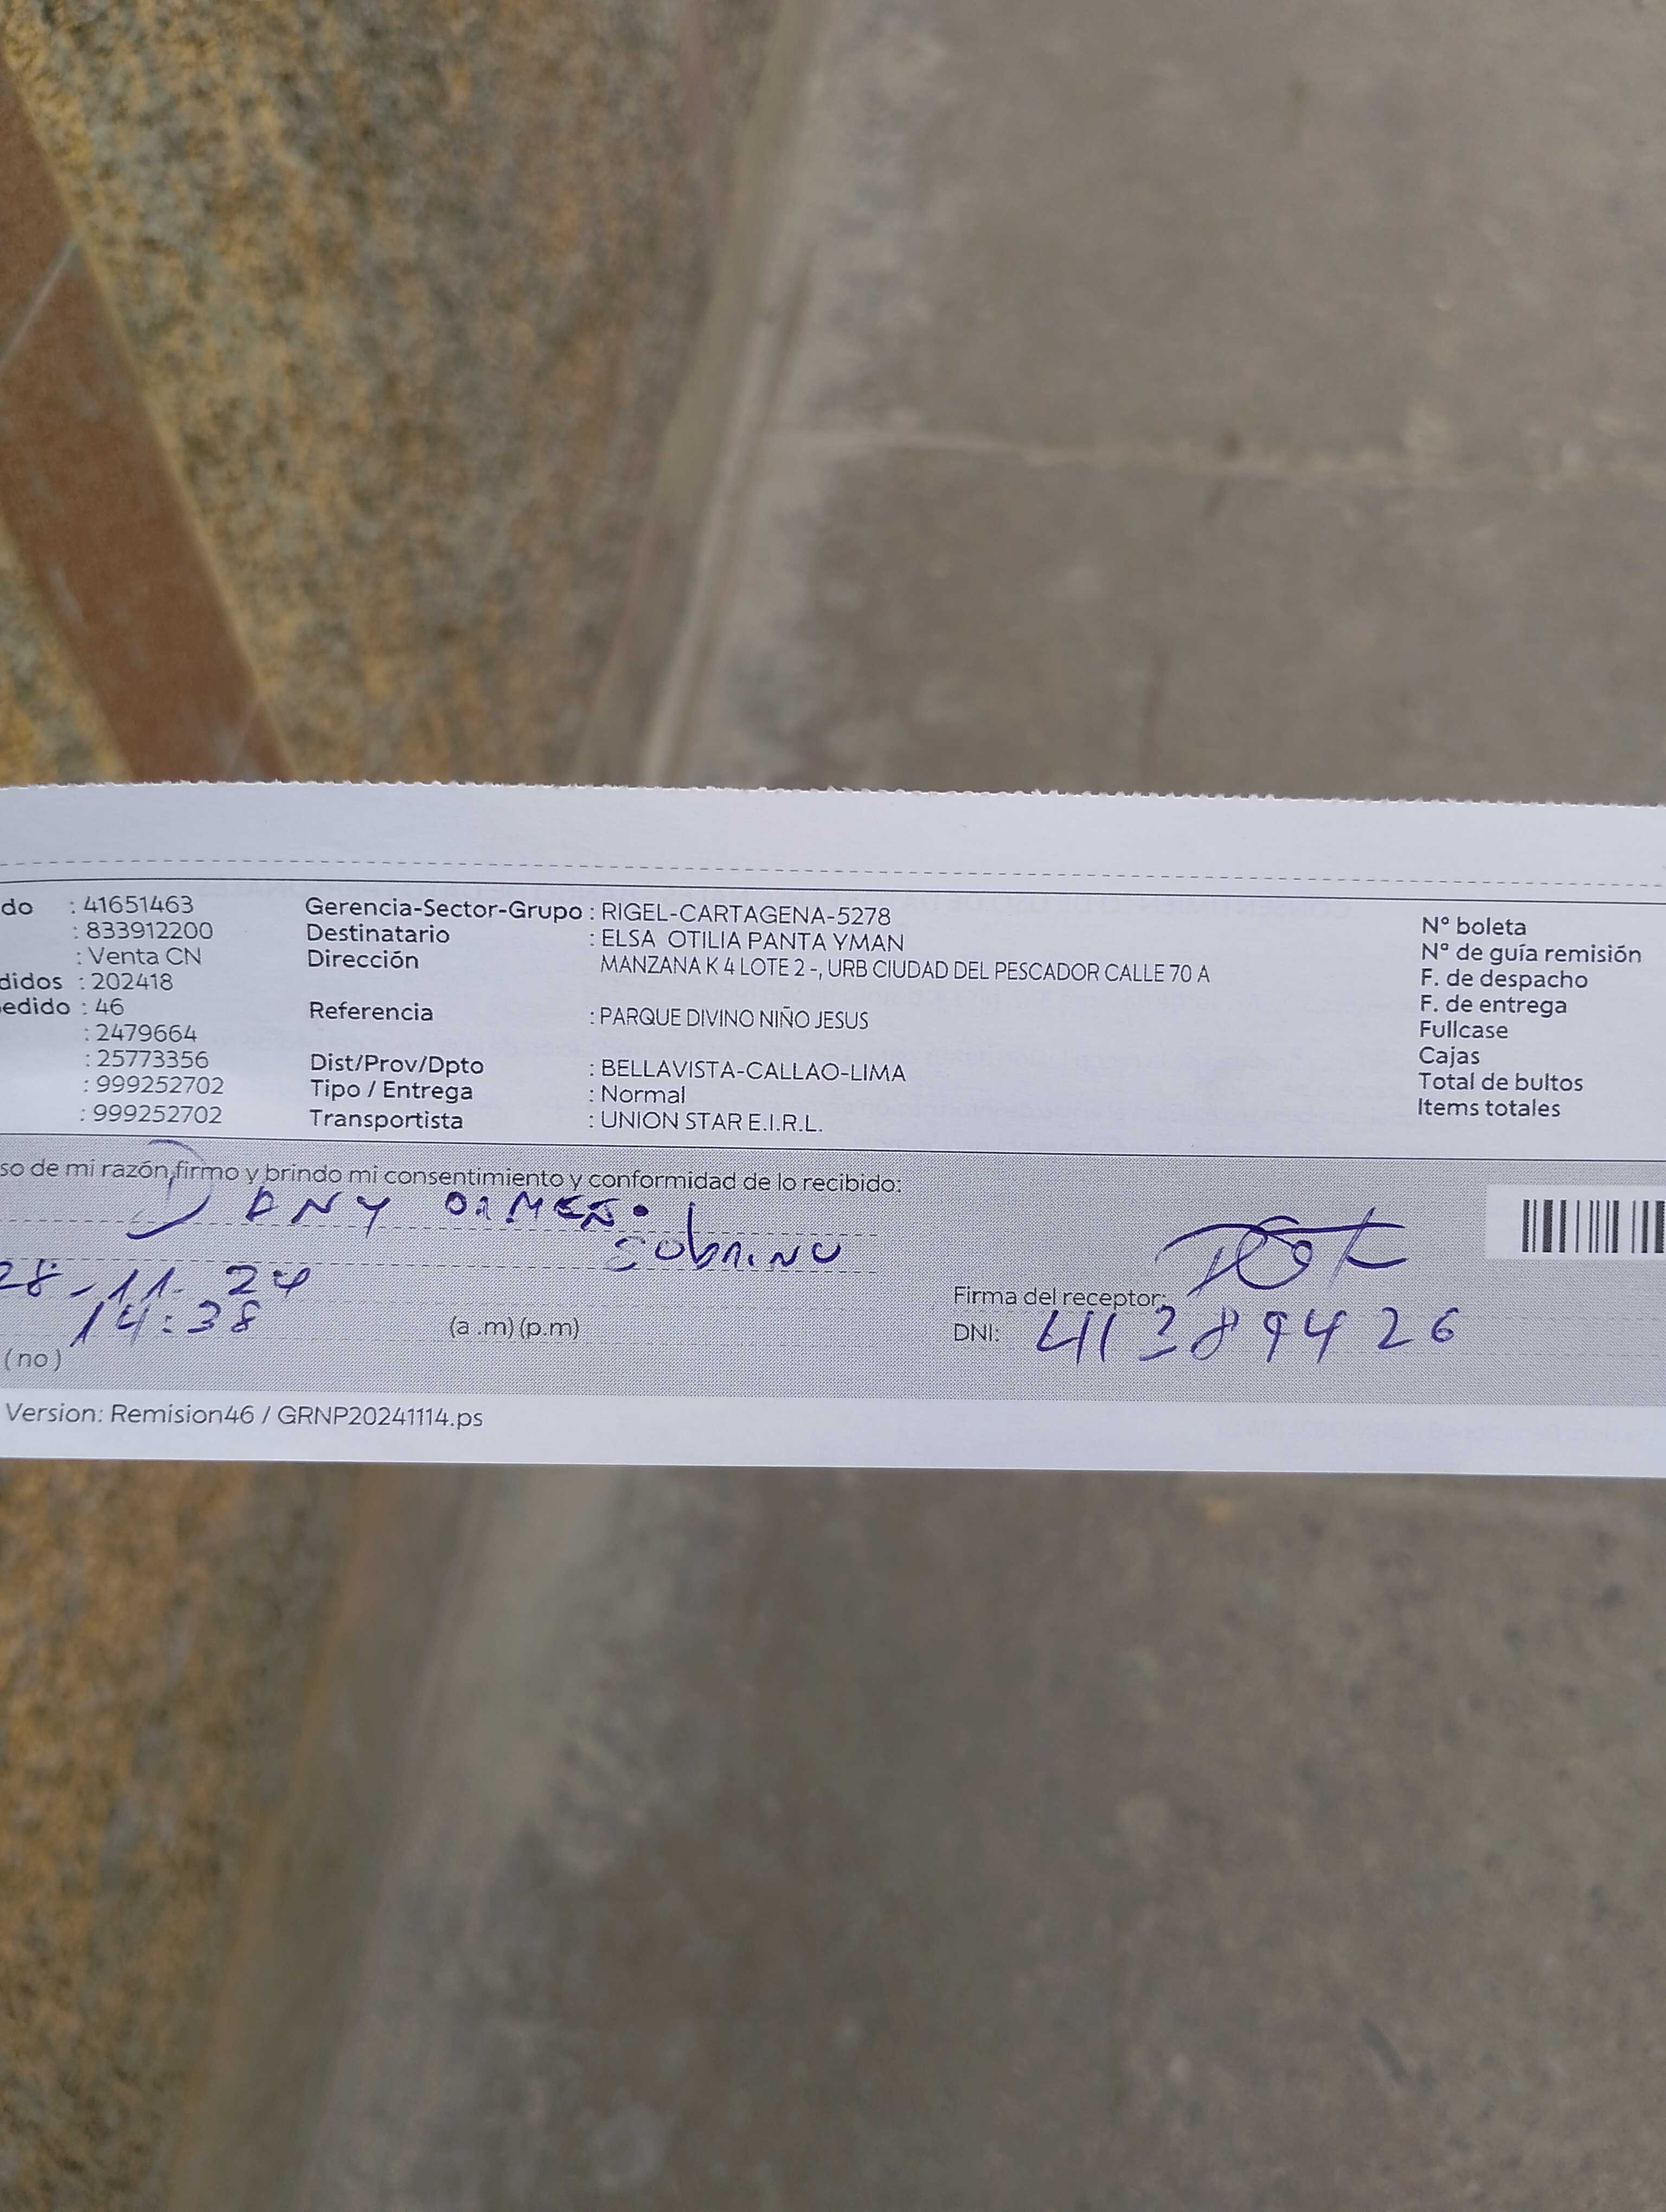 do : 41651463
: 833912200
: Venta CN
didos : 202418
edido : 46
: 2479664
: 25773356
: 999252702
: 999252702
Gerencia-Sector-Grupo : RIGEL-CARTAGENA-5278
Destinatario : ELSA OTILIA PANTA YMAN
Dirección MANZANA K 4 LOTE 2 -, URB CIUDAD DEL PESCADOR CALLE 70 A
Referencia : PARQUE DIVINO NIÑO JESUS
Dist/Prov/Dpto : BELLAVISTA-CALLAO-LIMA
Tipo / Entrega : Normal
Transportista : UNION STAR E.I.R.L.
Nº boleta
Nº de guía remisión
F. de despacho
F. de entrega
Fullcase
Cajas
Total de bultos
Items totales
so de mi razón, firmo y brindo mi consentimiento y conformidad de lo recibido:
DANY ORMEÑO
SObRiNO
28-11-24
14:38 (a .m) (p.m)
(no)
Firma del receptor:
DNI: 41389426
Version: Remision46 / GRNP20241114.ps